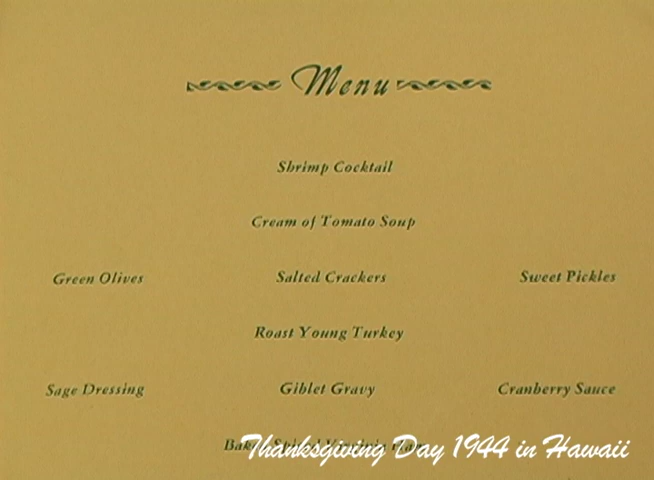 Menu
Shrimp Cocktail
Cream of Tomato Soup
Green Olives Salted Crackers Sweet Pickles
Roast Young Turkey
Sage Dressing Giblet Gravy Cranberry Sauce
Thanksgiving Day 1944 in Hawaii